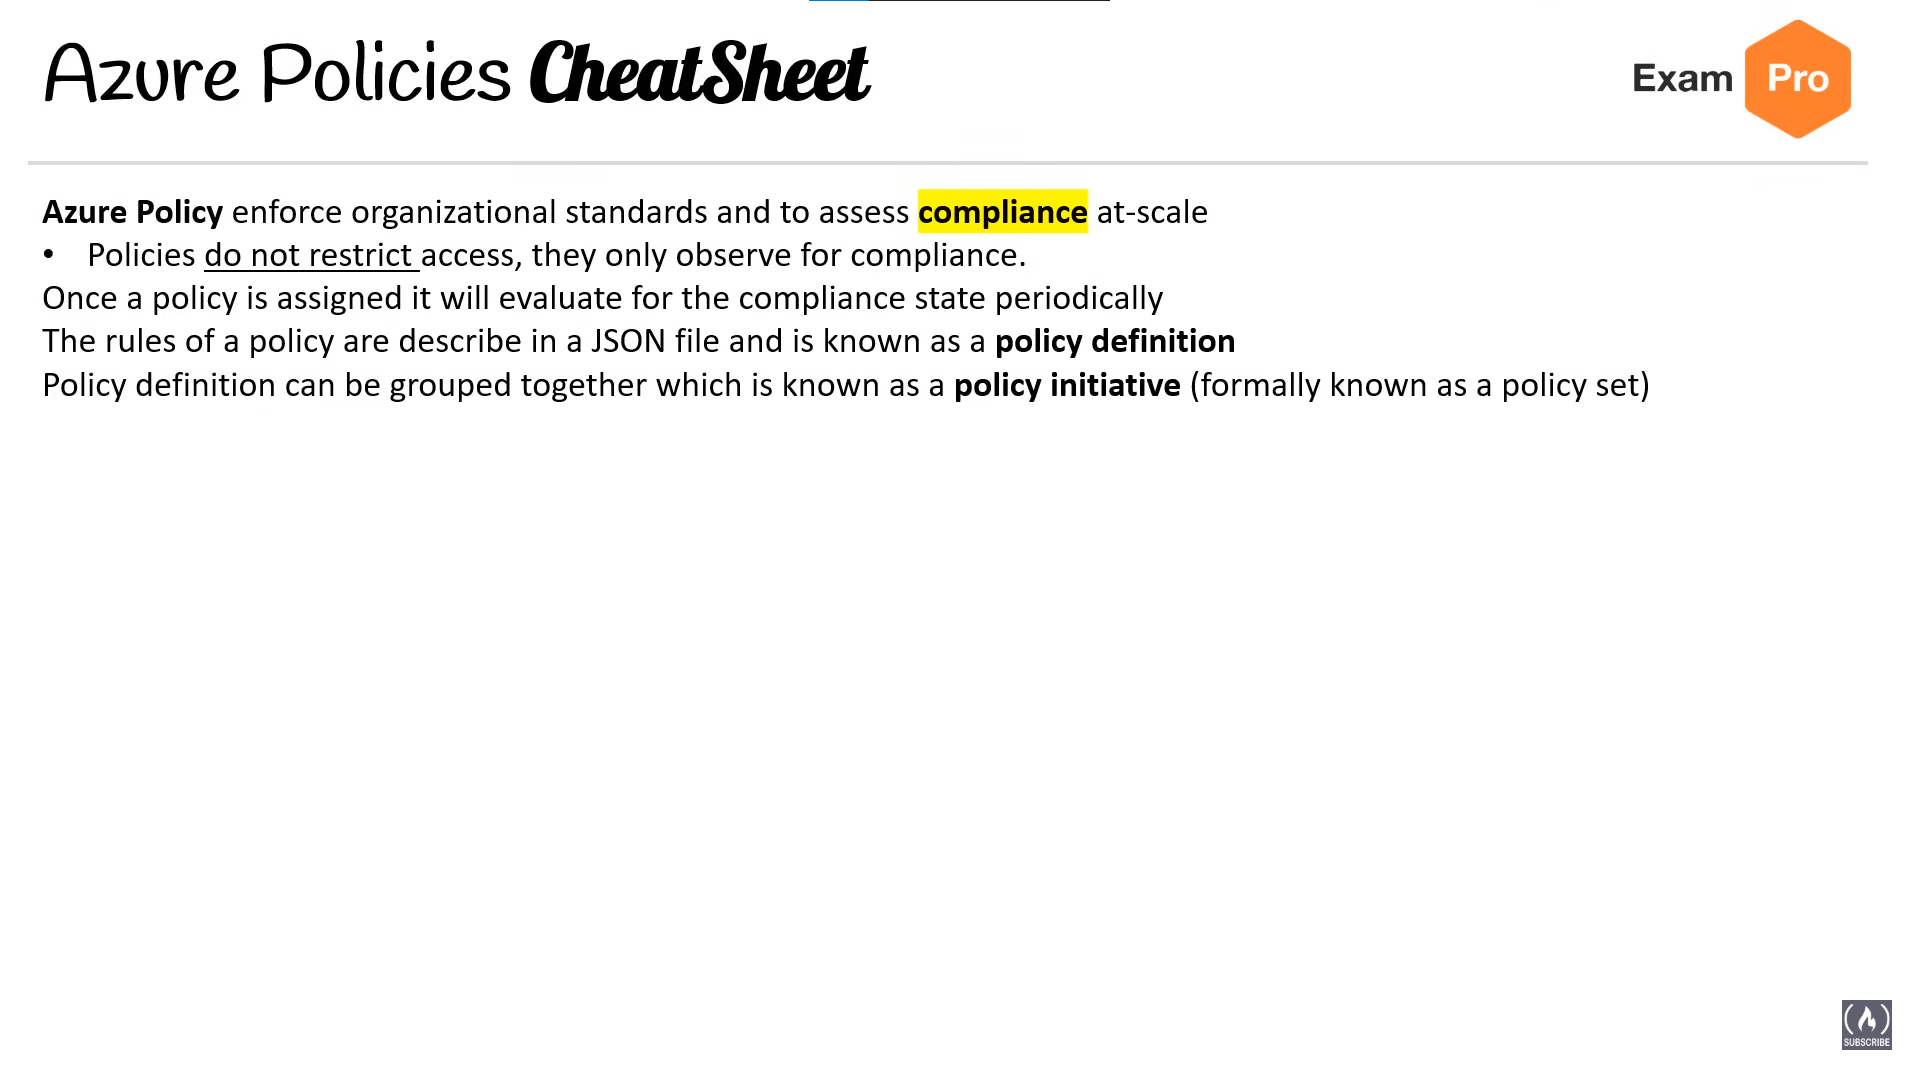 Azure Policies CheatSheet
Exam Pro
Azure Policy enforce organizational standards and to assess compliance at-scale
• Policies do not restrict access, they only observe for compliance.
Once a policy is assigned it will evaluate for the compliance state periodically
The rules of a policy are describe in a JSON file and is known as a policy definition
Policy definition can be grouped together which is known as a policy initiative (formally known as a policy set)
SUBSCRIBE